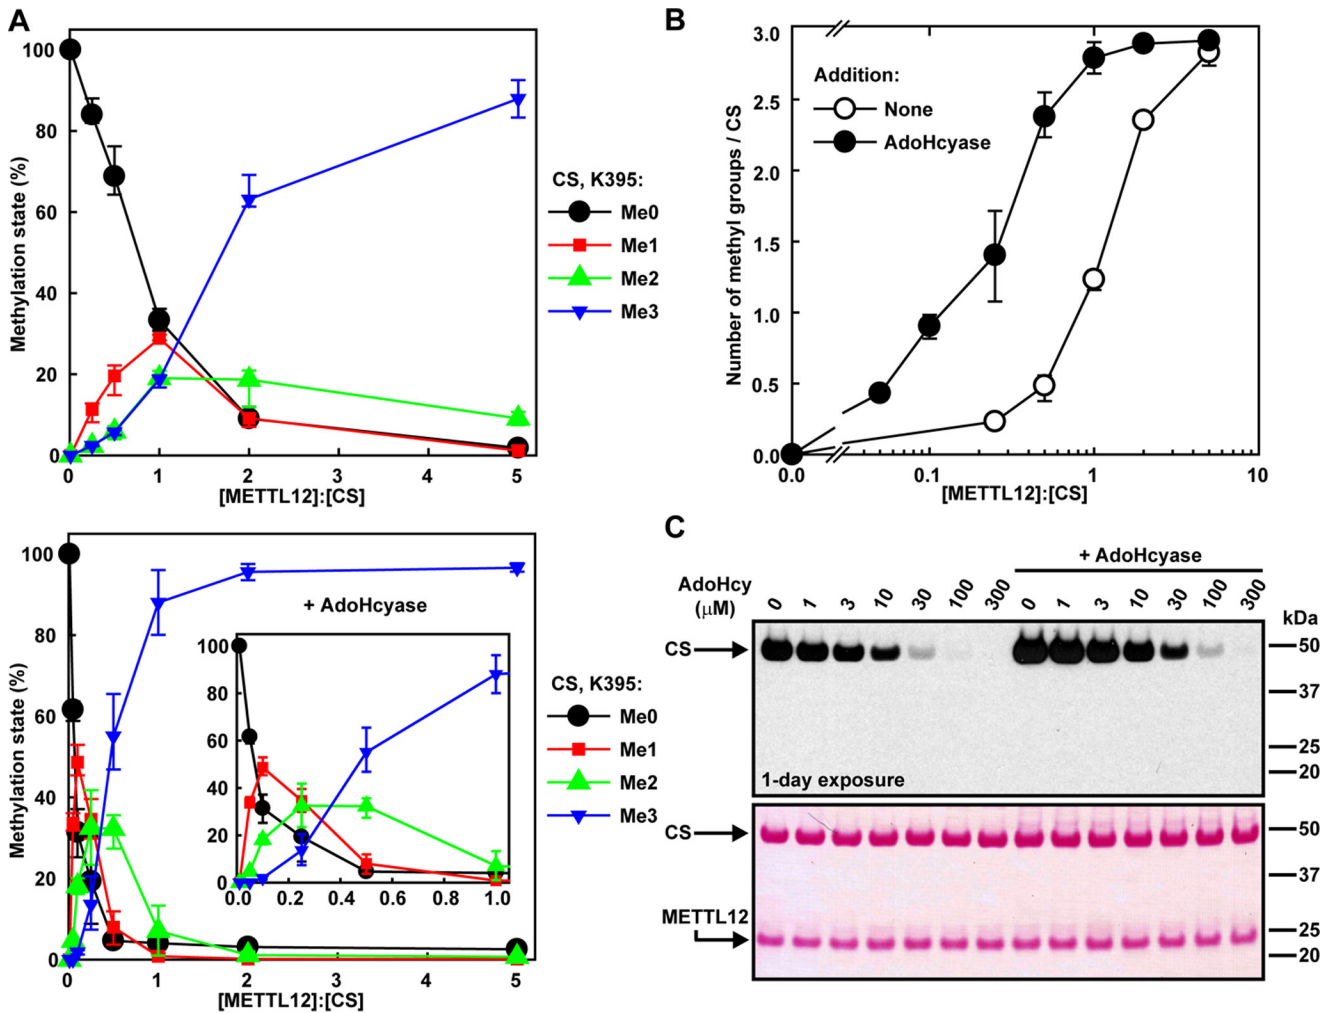 A
Methylation state (%)
100
80
60
40
20
0
0 1 2 3 4 5
[METTL12]:[CS]
CS, K395:
Me0
Me1
Me2
Me3
B
Number of methyl groups / CS
3.0
2.5
2.0
1.5
1.0
0.5
0.0
Addition:
None
AdoHcyase
0.0 0.1 1 10
[METTL12]:[CS]
Methylation state (%)
100
80
60
40
20
0
0 1 2 3 4 5
[METTL12]:[CS]
+ AdoHcyase
100
80
60
40
20
0
0.0 0.2 0.4 0.6 0.8 1.0
CS, K395:
Me0
Me1
Me2
Me3
C
+ AdoHcyase
AdoHcy
(μM)
0 1 3 10 30 100 300 0 1 3 10 30 100 300
kDa
CS
50
37
25
20
1-day exposure
CS
50
37
METTL12
25
20